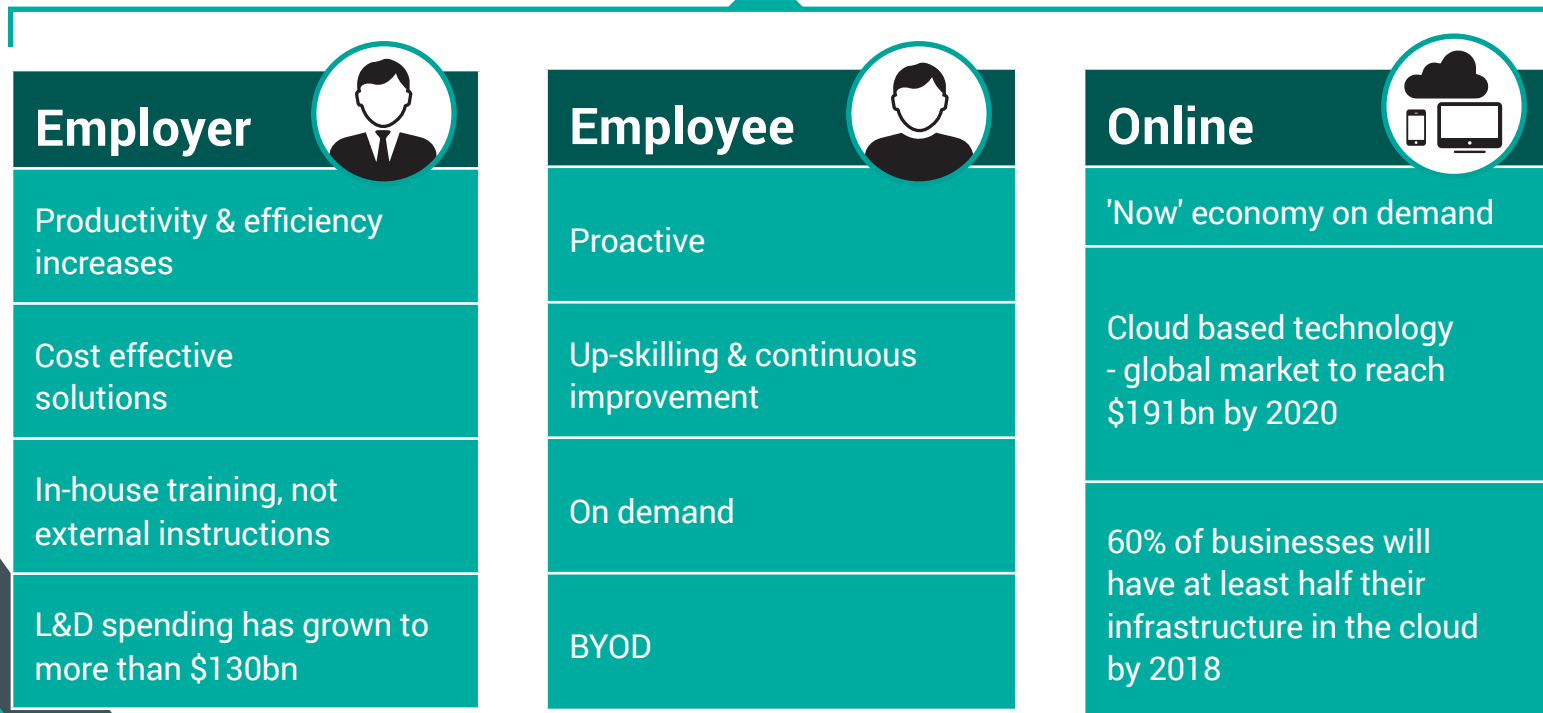 Employer
Productivity & efficiency
increases
Cost effective
solutions
In-house training, not
external instructions
L&D spending has grown to
more than $130bn
Employee
Proactive
Up-skilling & continuous
improvement
On demand
BYOD
Online
'Now' economy on demand
Cloud based technology
- global market to reach
$191bn by 2020
60% of businesses will
have at least half their
infrastructure in the cloud
by 2018